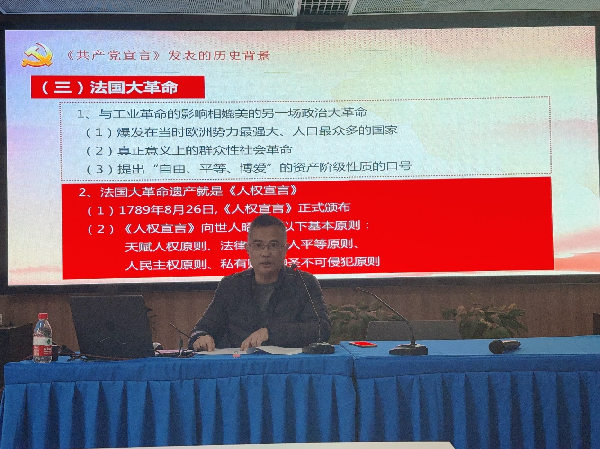 《共产党宣言》发表的历史背景
（三）法国大革命
1、与工业革命的影响相媲美的另一场政治大革命
（1）爆发在当时欧洲势力最强大、人口最众多的国家
（2）真正意义上的群众性社会革命
（3）提出“自由、平等、博爱”的资产阶级性质的口号
2、法国大革命遗产就是《人权宣言》
（1）1789年8月26日,《人权宣言》正式颁布
（2）《人权宣言》向世人 以下基本原则：
天赋人权原则、法律 人平等原则、
人民主权原则、私有 不可侵犯原则